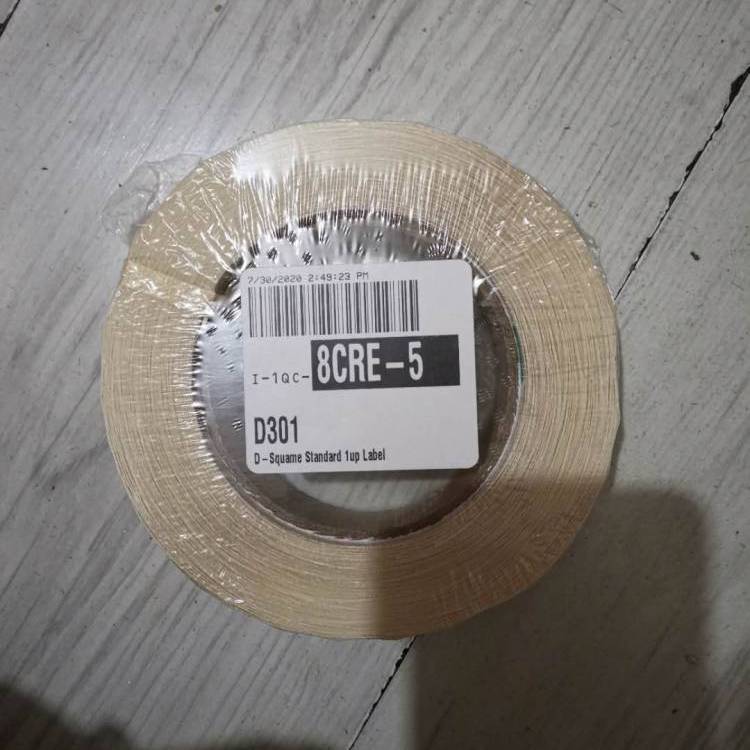 7/30/2020 2:49:23 PM
I-1QC-8CRE-5
D301
D-Squame Standard 1up Label